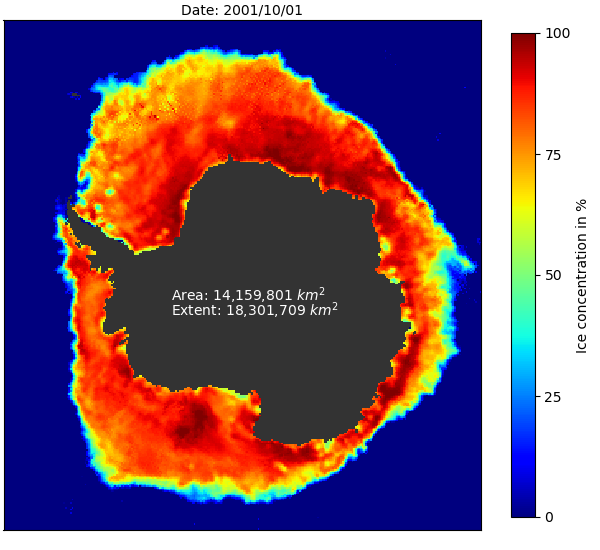 Date: 2001/10/01
100
75
50
25
0
Ice concentration in %
Area: 14,159,801 km²
Extent: 18,301,709 km²